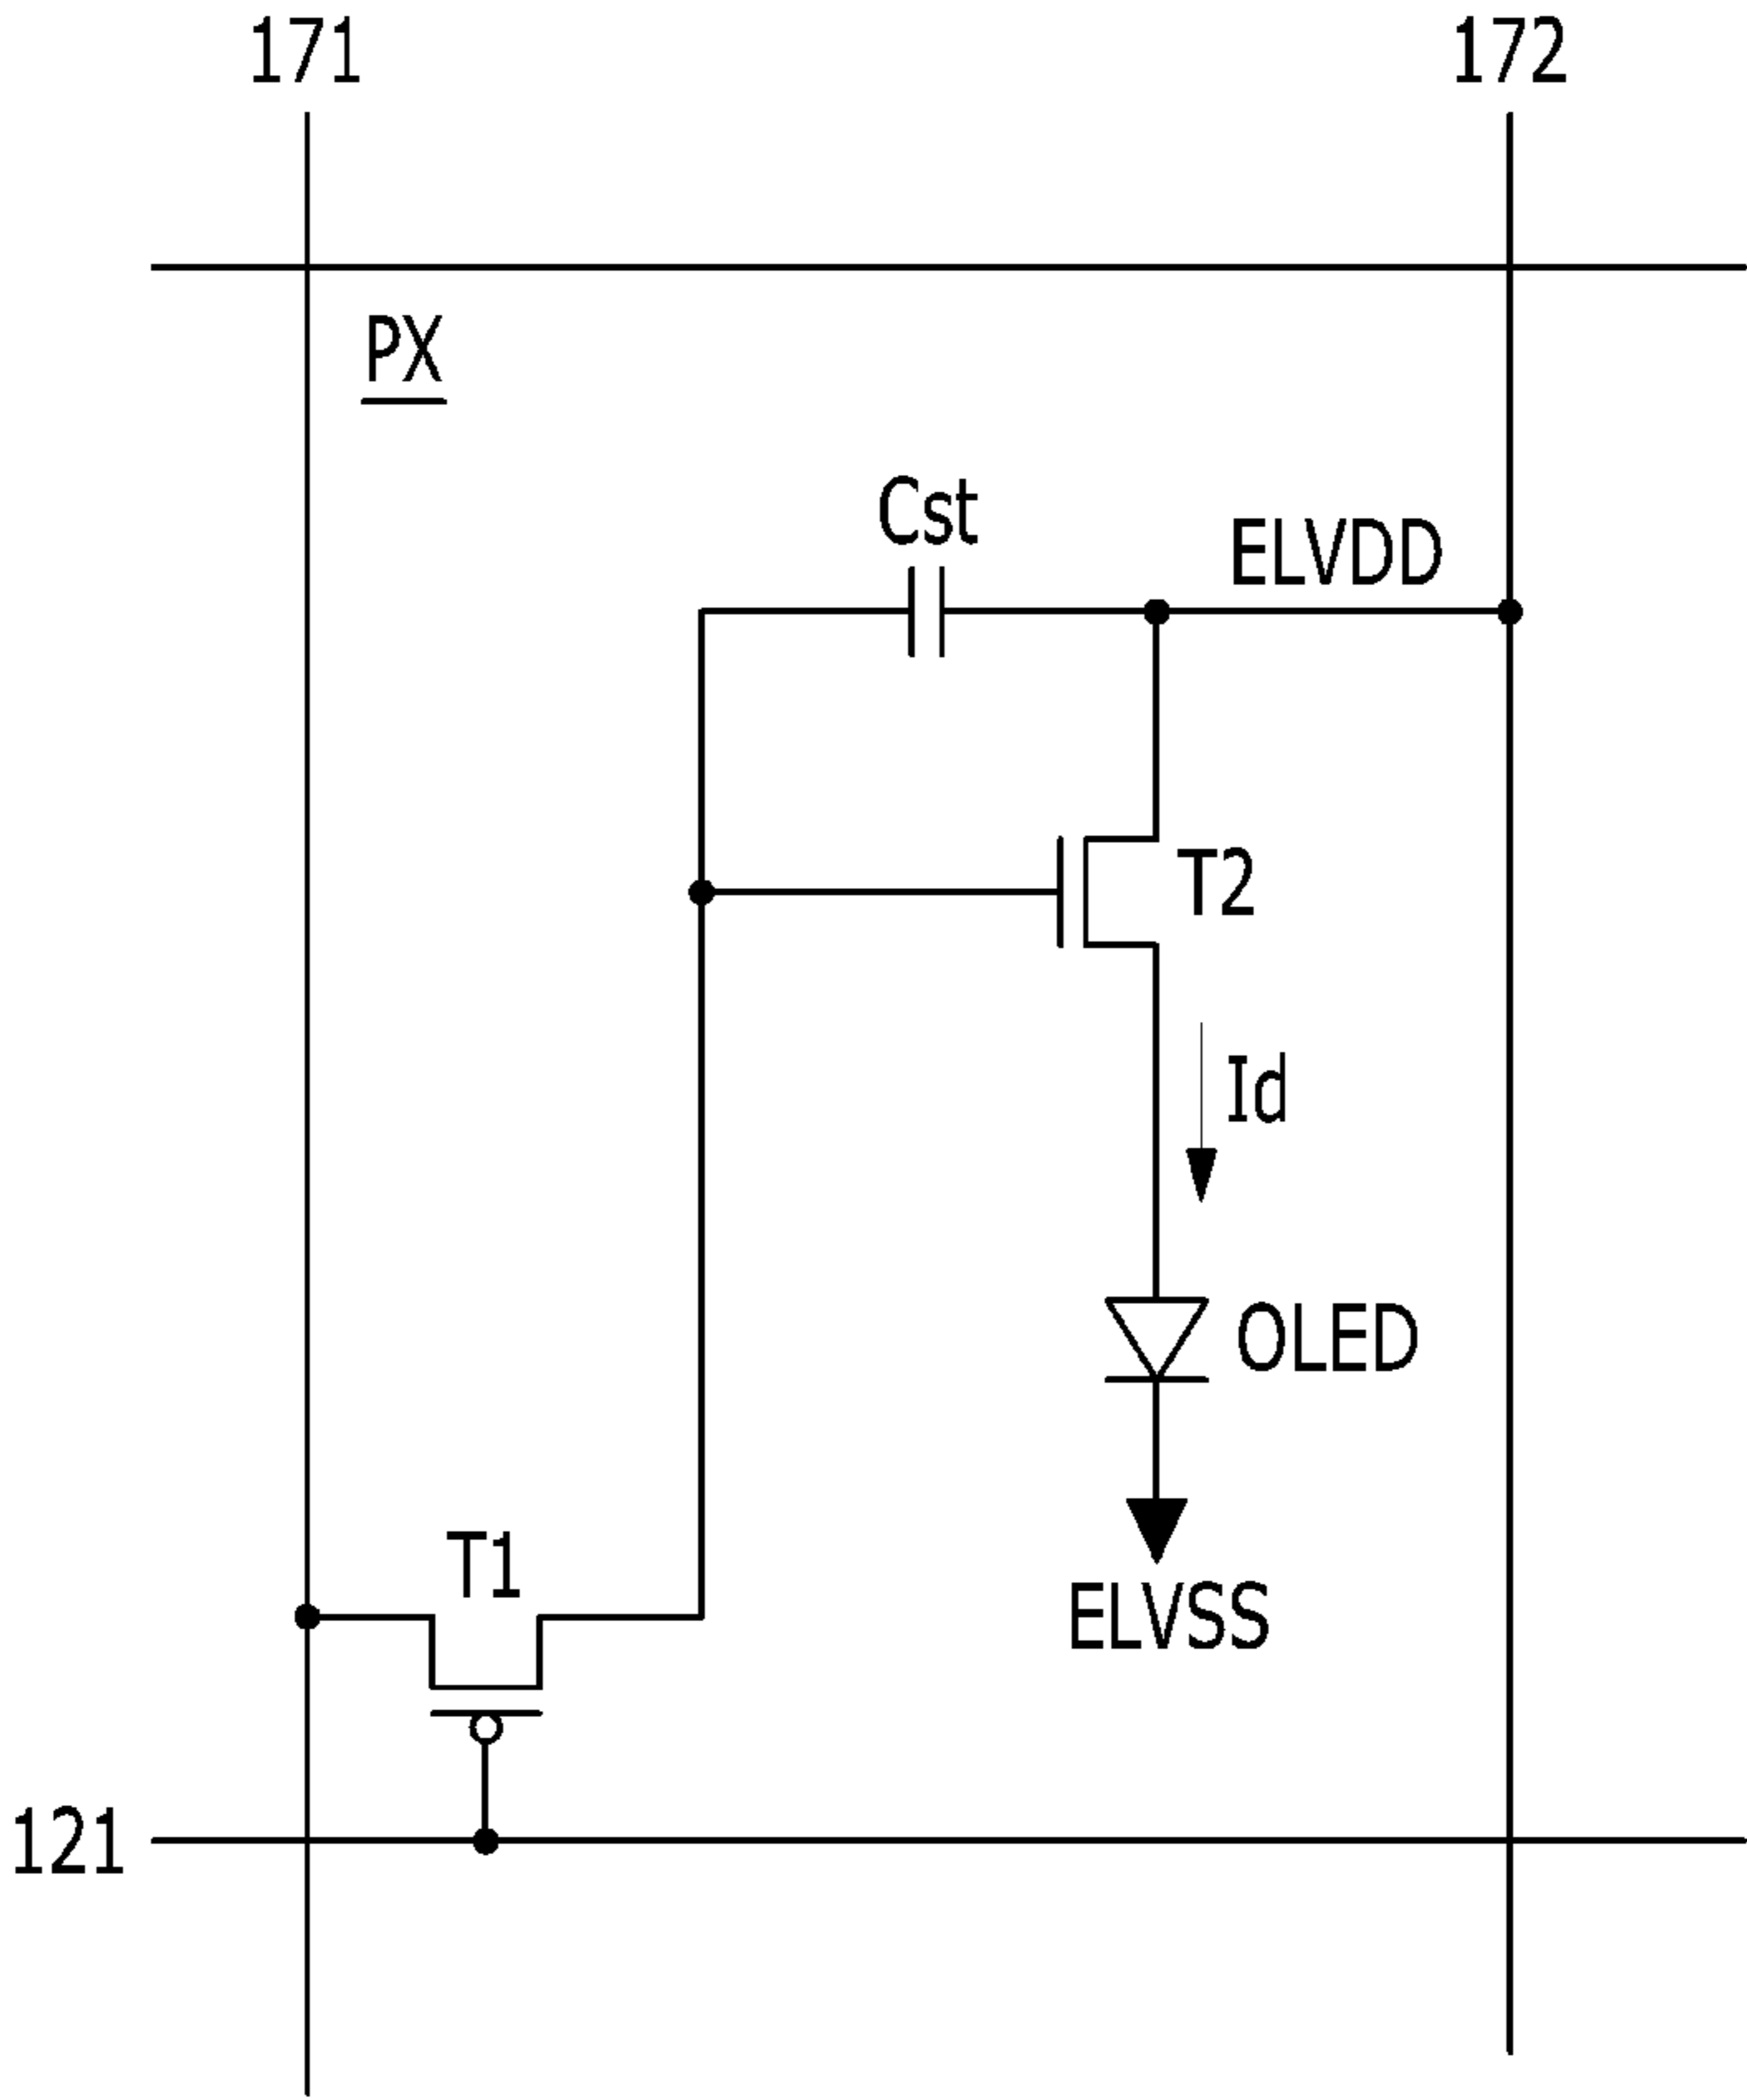 171
172
PX
Cst
ELVDD
T2
Id
OLED
T1
ELVSS
121